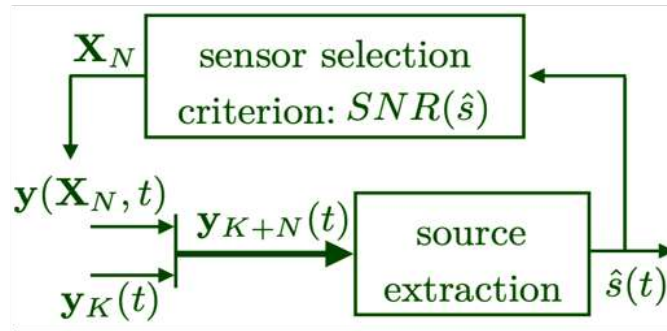 X_N
sensor selection
criterion: SNR(ŝ)
y(X_N, t)
y_{K+N}(t)
source
extraction
y_K(t)
ŝ(t)